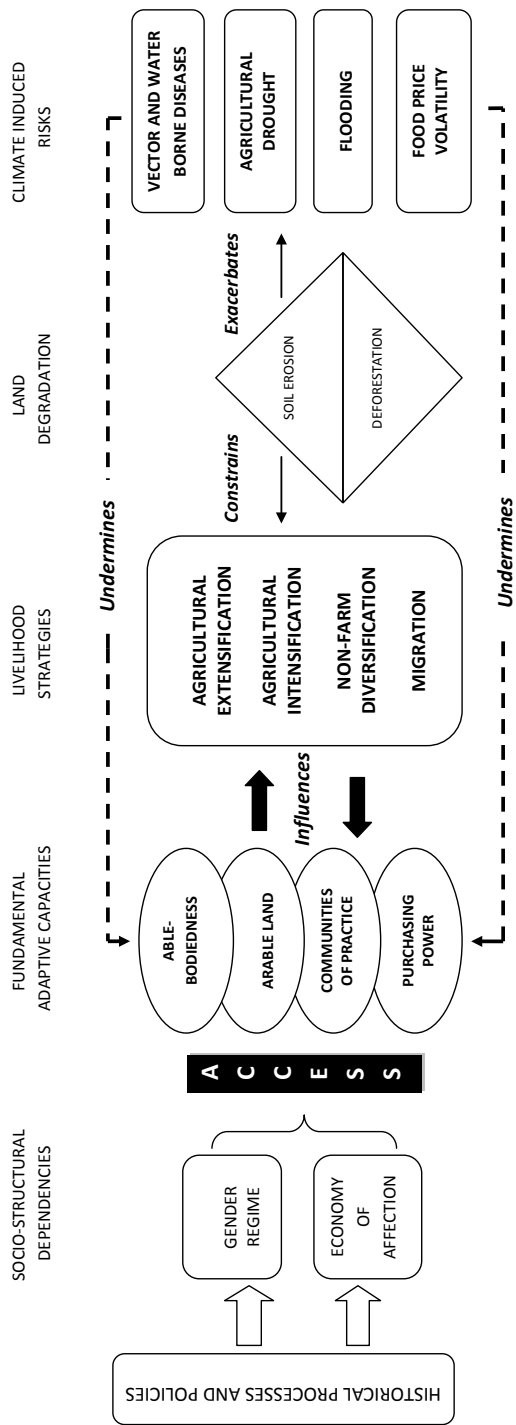 SOCIO-STRUCTURAL
DEPENDENCIES
FUNDAMENTAL
ADAPTIVE CAPACITIES
LIVELIHOOD
STRATEGIES
LAND
DEGRADATION
CLIMATE INDUCED
RISKS
HISTORICAL PROCESSES AND POLICIES
GENDER
REGIME
ECONOMY
OF
AFFECTION
A
C
C
E
S
S
ABLE-
BODIEDNESS
ARABLE LAND
COMMUNITIES
OF PRACTICE
PURCHASING
POWER
Influences
AGRICULTURAL
EXTENSIFICATION
AGRICULTURAL
INTENSIFICATION
NON-FARM
DIVERSIFICATION
MIGRATION
Undermines
Constrains
Exacerbates
SOIL EROSION
DEFORESTATION
VECTOR AND WATER
BORNE DISEASES
AGRICULTURAL
DROUGHT
FLOODING
FOOD PRICE
VOLATILITY
Undermines